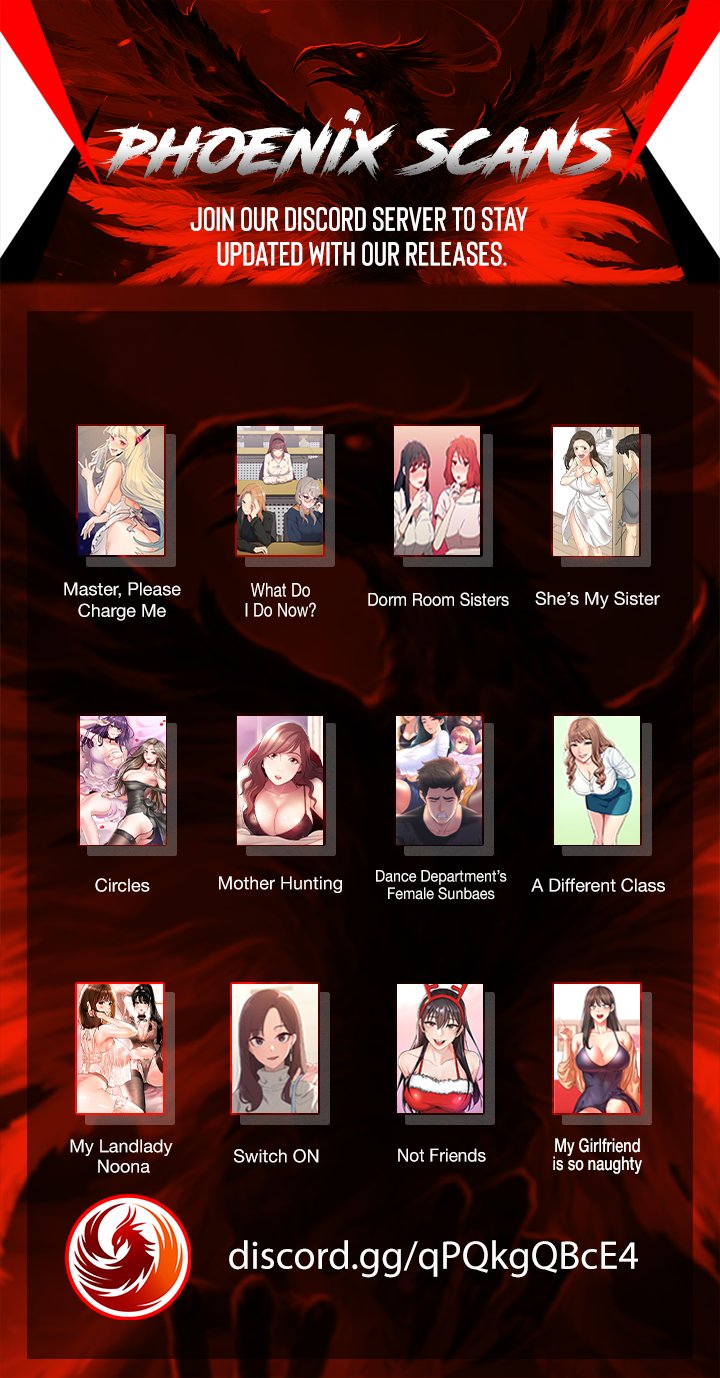 PHOENIX SCANS
JOIN OUR DISCORD SERVER TO STAY
UPDATED WITH OUR RELEASES.
Master, Please
Charge Me
What Do
I Do Now?
Dorm Room Sisters
She's My Sister
Circles
Mother Hunting
Dance Department's
Female Sunbaes
A Different Class
My Landlady
Noona
Switch ON
Not Friends
My Girlfriend
is so naughty
discord.gg/qPQkgQBcE4